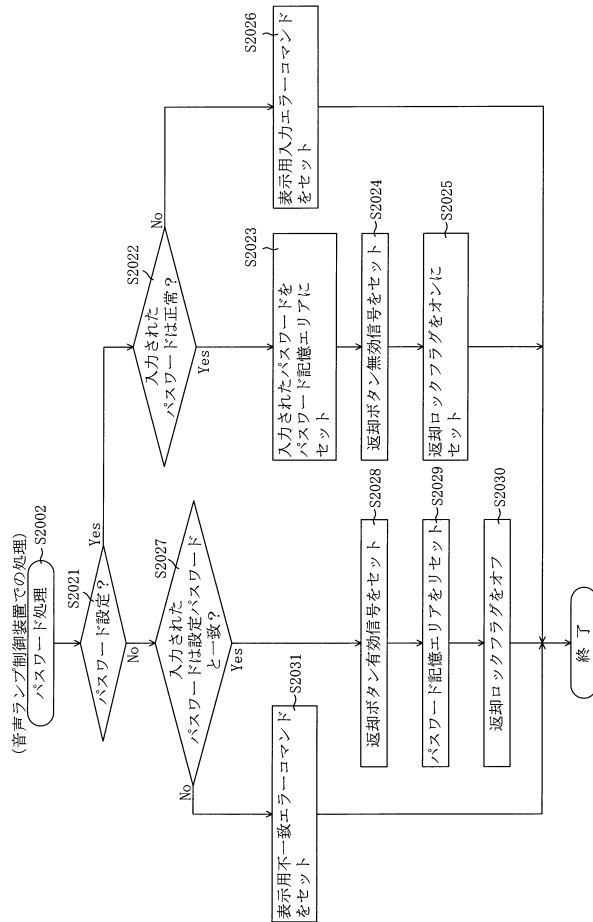 (音声ランプ制御装置での処理)
パスワード処理
S2002
パスワード設定?
S2021
Yes
No
入力された
パスワードは正常?
S2022
No
Yes
入力されたパスワードを
パスワード記憶エリアに
セット
S2023
返却ボタン無効信号をセット
S2024
返却ロックフラグをオンに
セット
S2025
表示用入力エラーコマンド
をセット
S2026
入力された
パスワードは設定パスワード
と一致?
S2027
No
Yes
返却ボタン有効信号をセット
S2028
パスワード記憶エリアをリセット
S2029
返却ロックフラグをオフ
S2030
表示用不一致エラーコマンド
をセット
S2031
終了